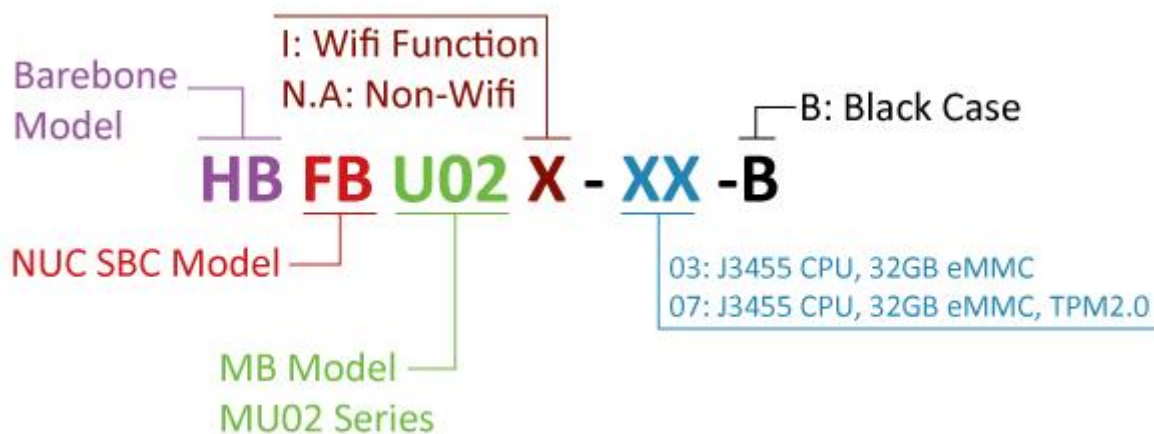 I: Wifi Function
N.A: Non-Wifi
Barebone
Model
B: Black Case
HB FB U02 X - XX -B
NUC SBC Model
03: J3455 CPU, 32GB eMMC
07: J3455 CPU, 32GB eMMC, TPM2.0
MB Model
MU02 Series